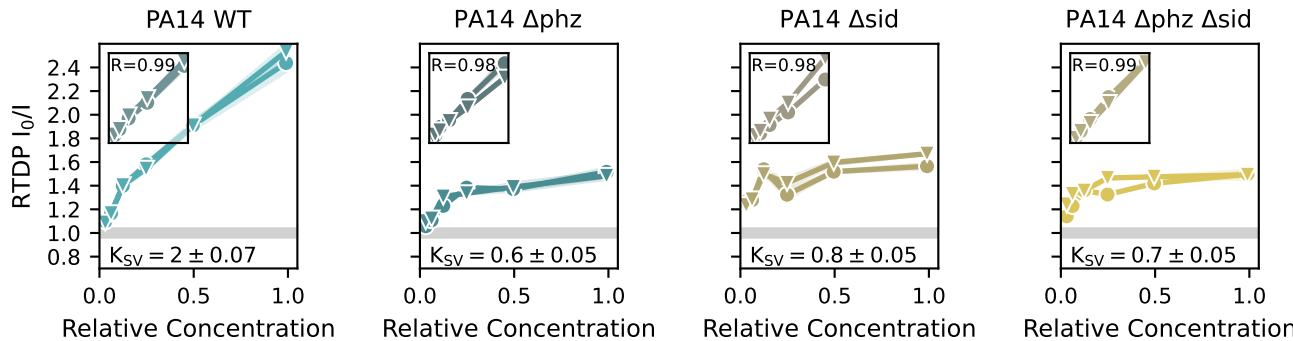 PA14 WT
PA14 Δphz
PA14 Δsid
PA14 Δphz Δsid
RTDP I₀/I
2.4
2.2
2.0
1.8
1.6
1.4
1.2
1.0
0.8
R=0.99
R=0.98
R=0.98
R=0.99
K_SV = 2 ± 0.07
K_SV = 0.6 ± 0.05
K_SV = 0.8 ± 0.05
K_SV = 0.7 ± 0.05
0.0 0.5 1.0
0.0 0.5 1.0
0.0 0.5 1.0
0.0 0.5 1.0
Relative Concentration
Relative Concentration
Relative Concentration
Relative Concentration